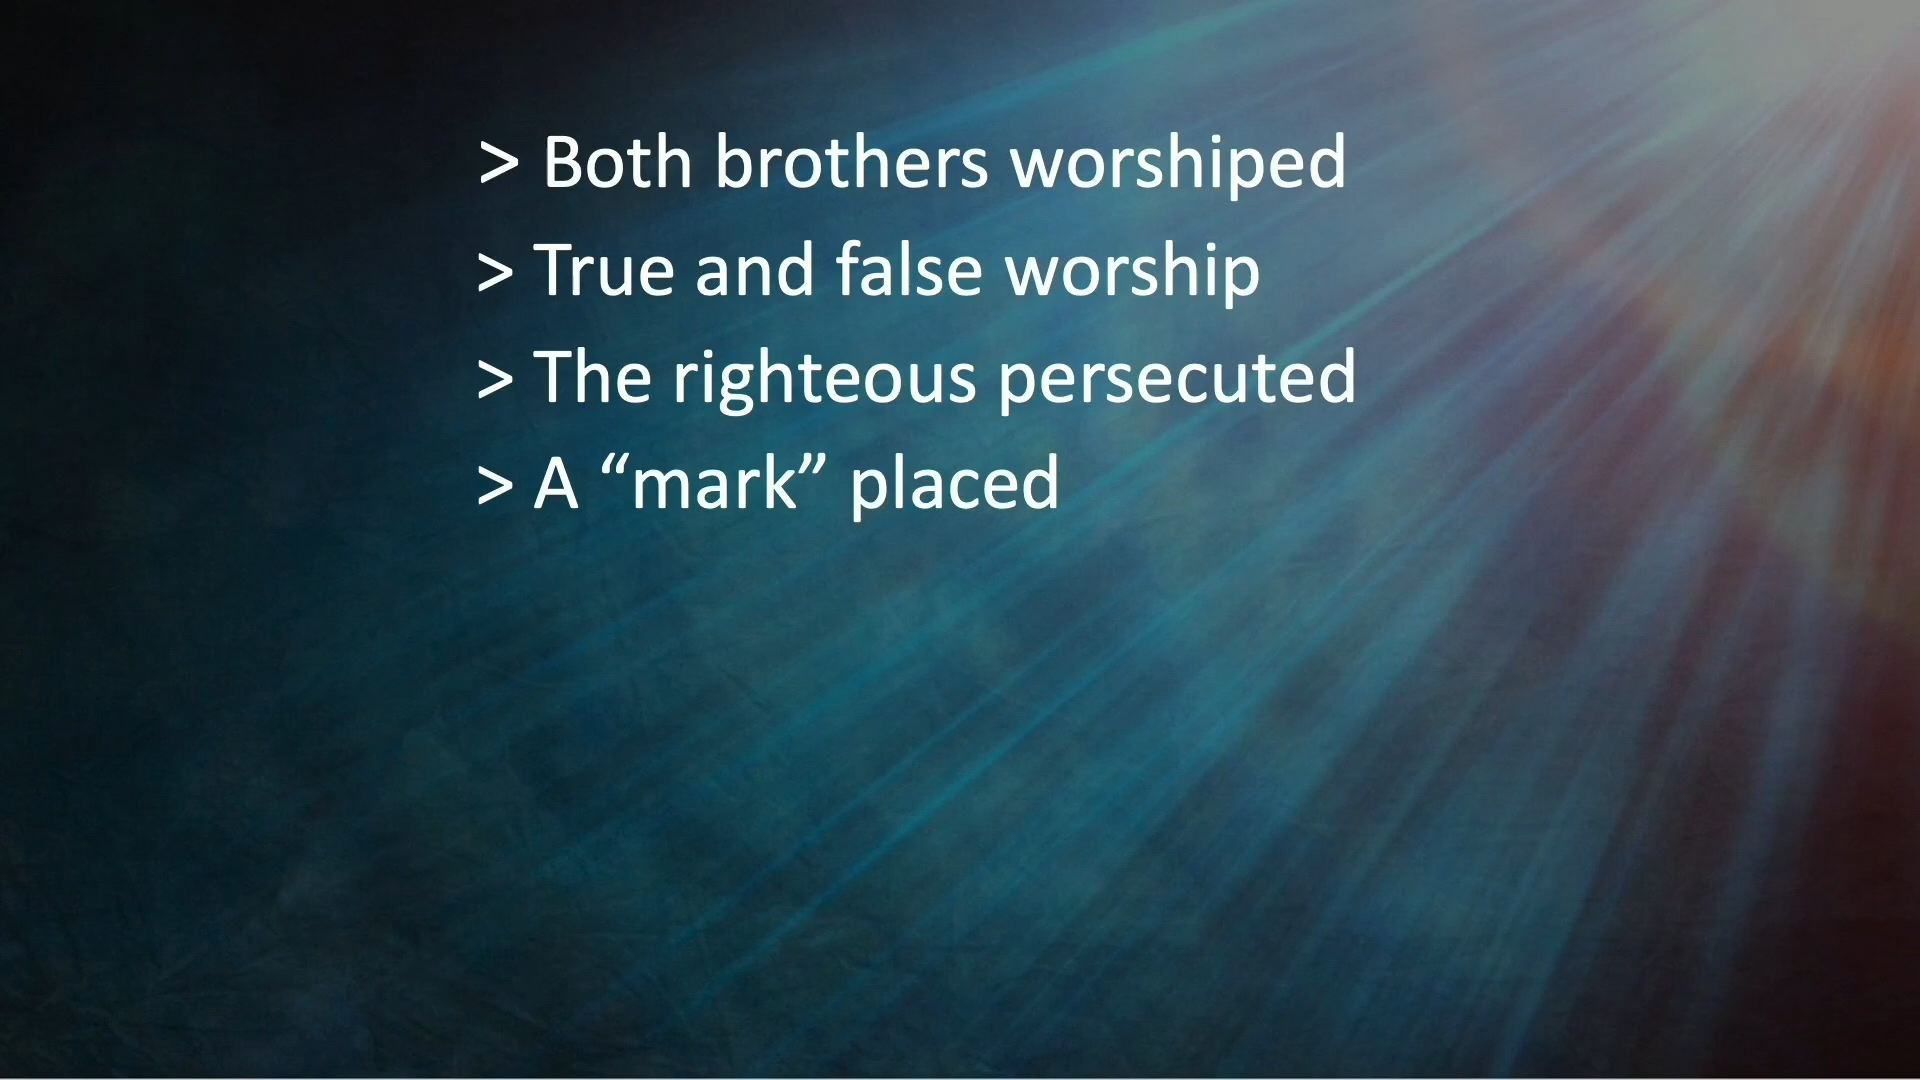 > Both brothers worshiped
> True and false worship
> The righteous persecuted
> A “mark” placed